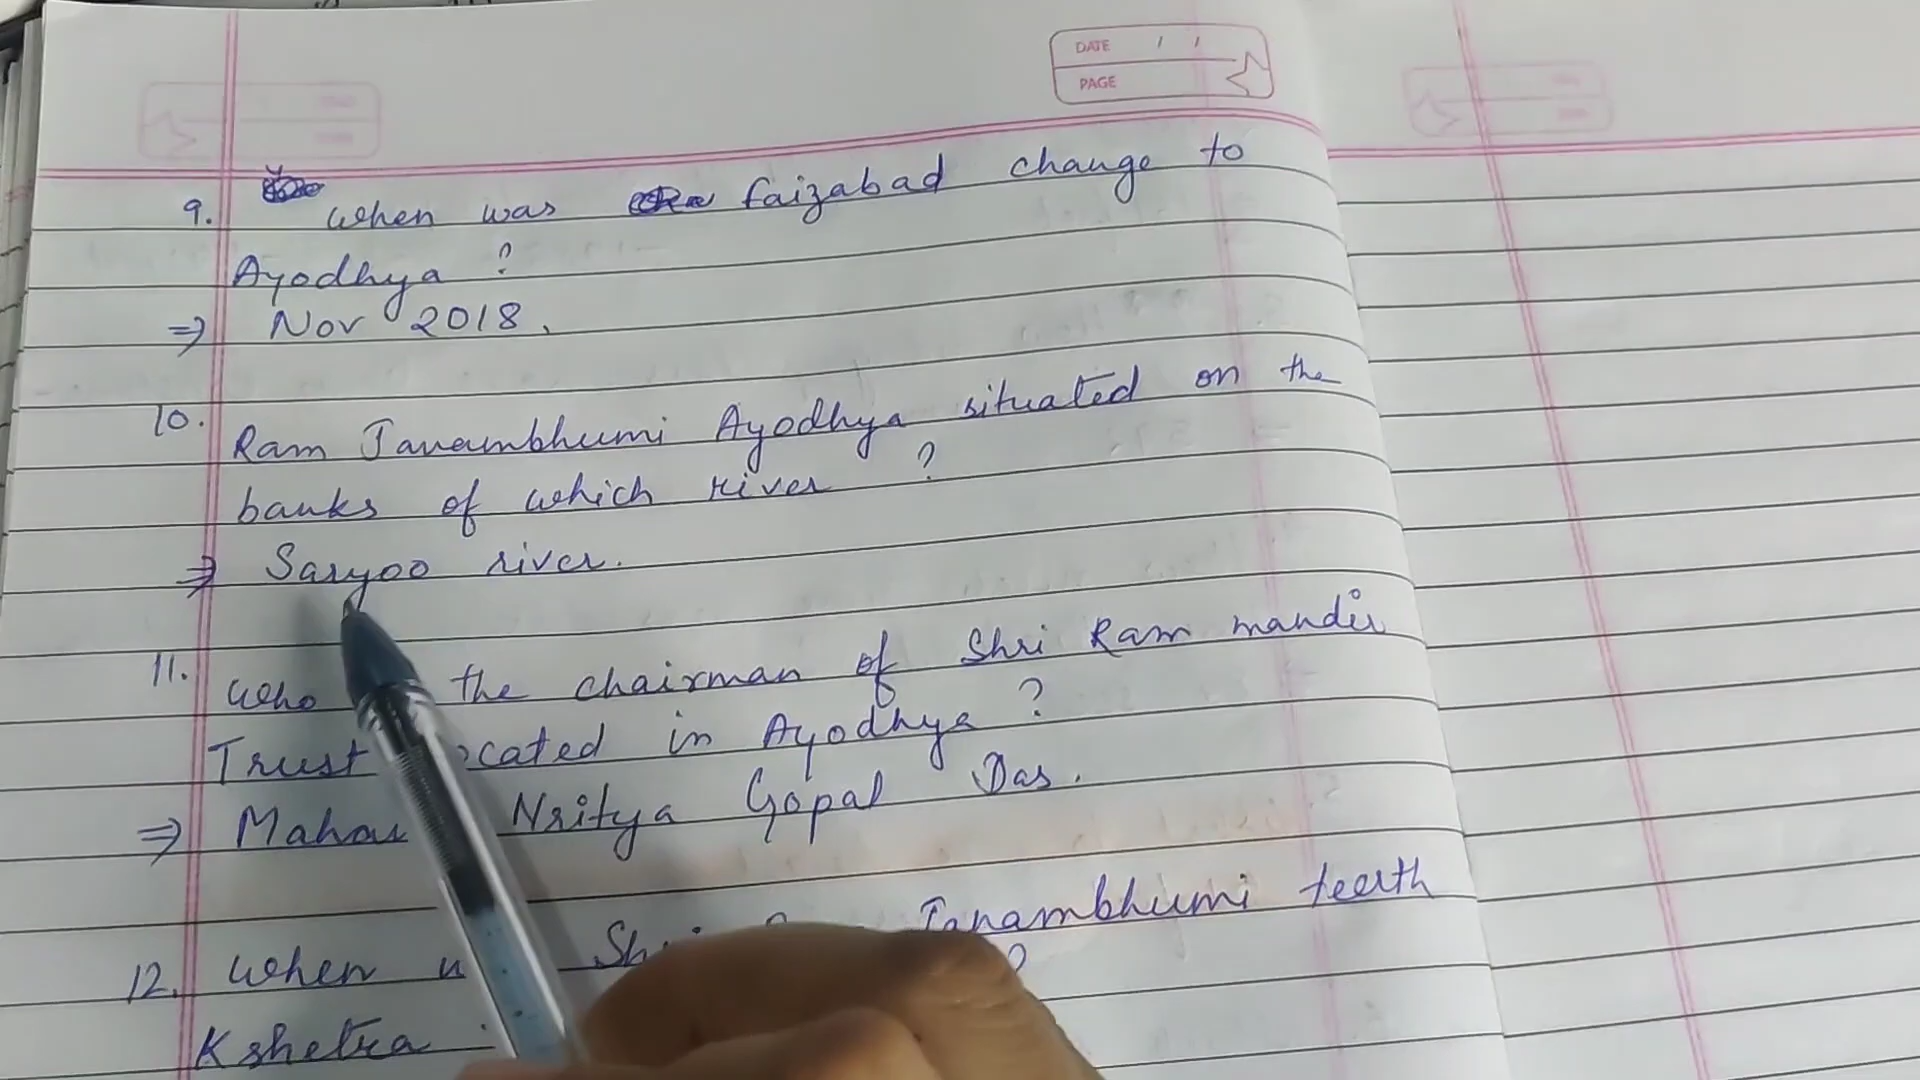 DATE / /
PAGE
9. when was faizabad change to
Ayodhya ?
⇒ Nov 2018.
10. Ram Janambhumi Ayodhya situated on the
banks of which river ?
⇒ Saryoo river.
11. who the chairman of Shri Ram mandir
Trust in Ayodhya ?
⇒ Nritya Gopal Das.
12. when Janambhumi teerth
Kshetra ?